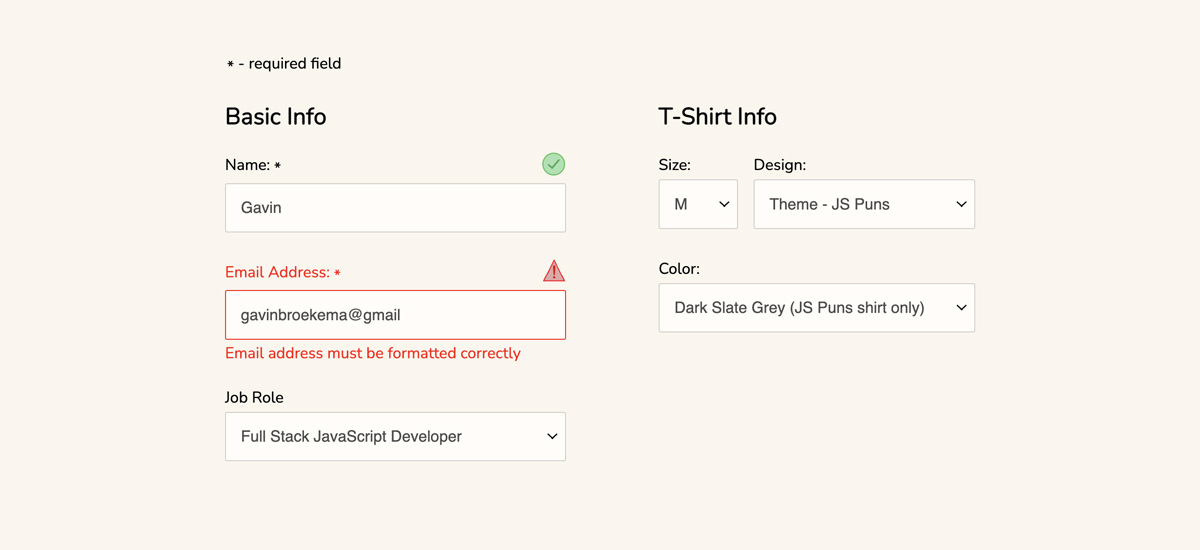 * - required field
Basic Info
Name: *
Gavin
Email Address: *
gavinbroekema@gmail
Email address must be formatted correctly
Job Role
Full Stack JavaScript Developer
T-Shirt Info
Size:
Design:
M
Theme - JS Puns
Color:
Dark Slate Grey (JS Puns shirt only)